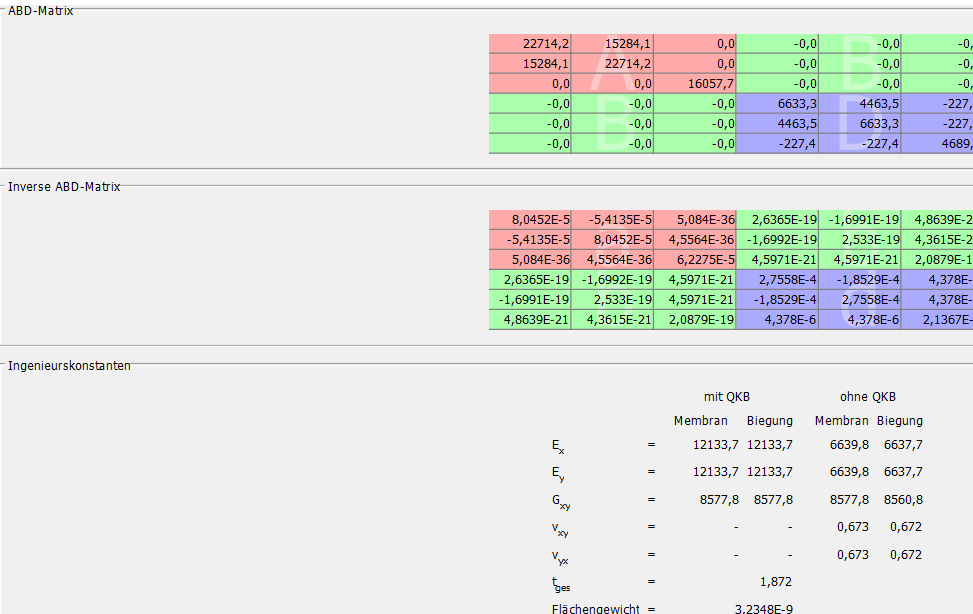 ABD-Matrix
22714,2 15284,1 0,0 -0,0 -0,0 -0,
15284,1 22714,2 0,0 -0,0 -0,0 -0,
0,0 0,0 16057,7 -0,0 -0,0 -0,
-0,0 -0,0 -0,0 6633,3 4463,5 -227,
-0,0 -0,0 -0,0 4463,5 6633,3 -227,
-0,0 -0,0 -0,0 -227,4 -227,4 4689,
A B
B D
Inverse ABD-Matrix
8,0452E-5 -5,4135E-5 5,084E-36 2,6365E-19 -1,6991E-19 4,8639E-2
-5,4135E-5 8,0452E-5 4,5564E-36 -1,6992E-19 2,533E-19 4,3615E-2
5,084E-36 4,5564E-36 6,2275E-5 4,5971E-21 4,5971E-21 2,0879E-1
2,6365E-19 -1,6992E-19 4,5971E-21 2,7558E-4 -1,8529E-4 4,378E-
-1,6991E-19 2,533E-19 4,5971E-21 -1,8529E-4 2,7558E-4 4,378E-
4,8639E-21 4,3615E-21 2,0879E-19 4,378E-6 4,378E-6 2,1367E-
d
Ingenieurskonstanten
mit QKB ohne QKB
Membran Biegung Membran Biegung
Ex = 12133,7 12133,7 6639,8 6637,7
Ey = 12133,7 12133,7 6639,8 6637,7
Gxy = 8577,8 8577,8 8577,8 8560,8
vxy = - - 0,673 0,672
vyx = - - 0,673 0,672
tges = 1,872
Flächengewicht = 3,2348E-9